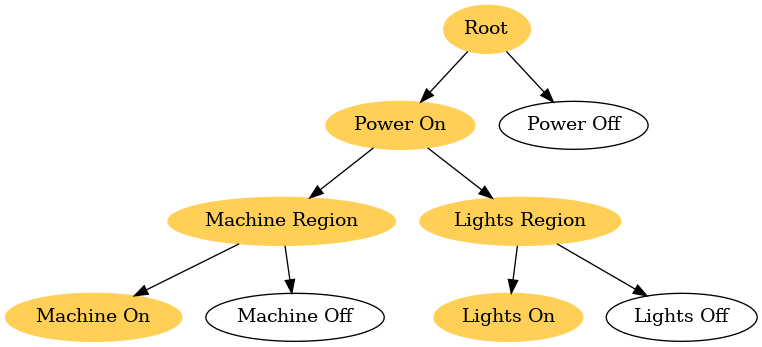 Root
Power On
Power Off
Machine Region
Lights Region
Machine On
Machine Off
Lights On
Lights Off